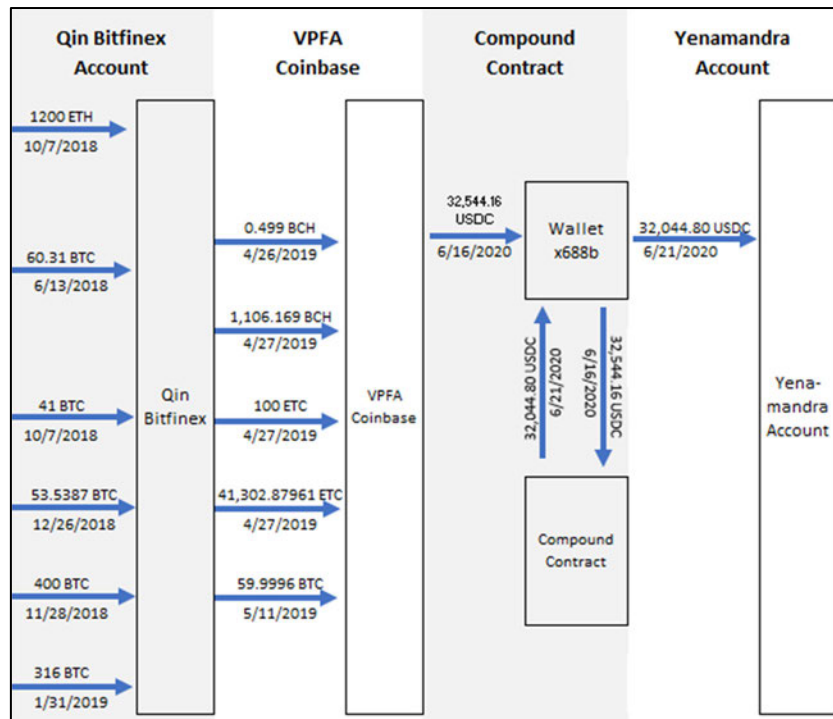 Qin Bitfinex
Account
VPFA
Coinbase
Compound
Contract
Yenamandra
Account
1200 ETH
10/7/2018
60.31 BTC
6/13/2018
41 BTC
10/7/2018
53.5387 BTC
12/26/2018
400 BTC
11/28/2018
316 BTC
1/31/2019
Qin
Bitfinex
0.499 BCH
4/26/2019
1,106.169 BCH
4/27/2019
100 ETC
4/27/2019
41,302.87961 ETC
4/27/2019
59.9996 BTC
5/11/2019
VPFA
Coinbase
32,544.16
USDC
6/16/2020
Wallet
x688b
32,044.80 USDC
6/21/2020
32,544.16 USDC
6/16/2020
Compound
Contract
32,044.80 USDC
6/21/2020
Yena-
mandra
Account